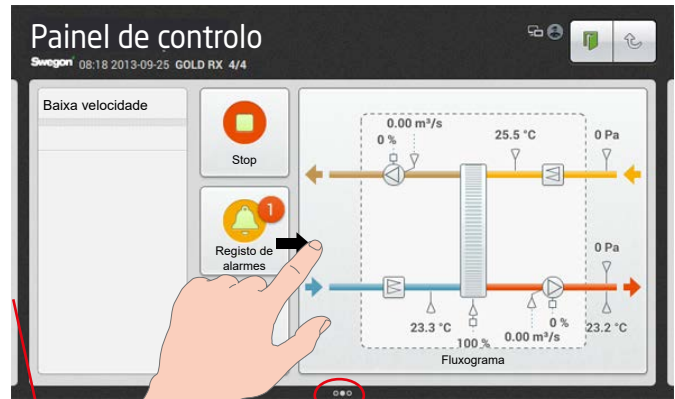 Painel de controlo
Swegon 08:18 2013-09-25 GOLD RX 4/4
Baixa velocidade
Stop
1
Registo de
alarmes
0.00 m³/s
0 %
25.5 °C
0 Pa
0 Pa
23.3 °C
100 %
0.00 m³/s
0 %
23.2 °C
Fluxograma